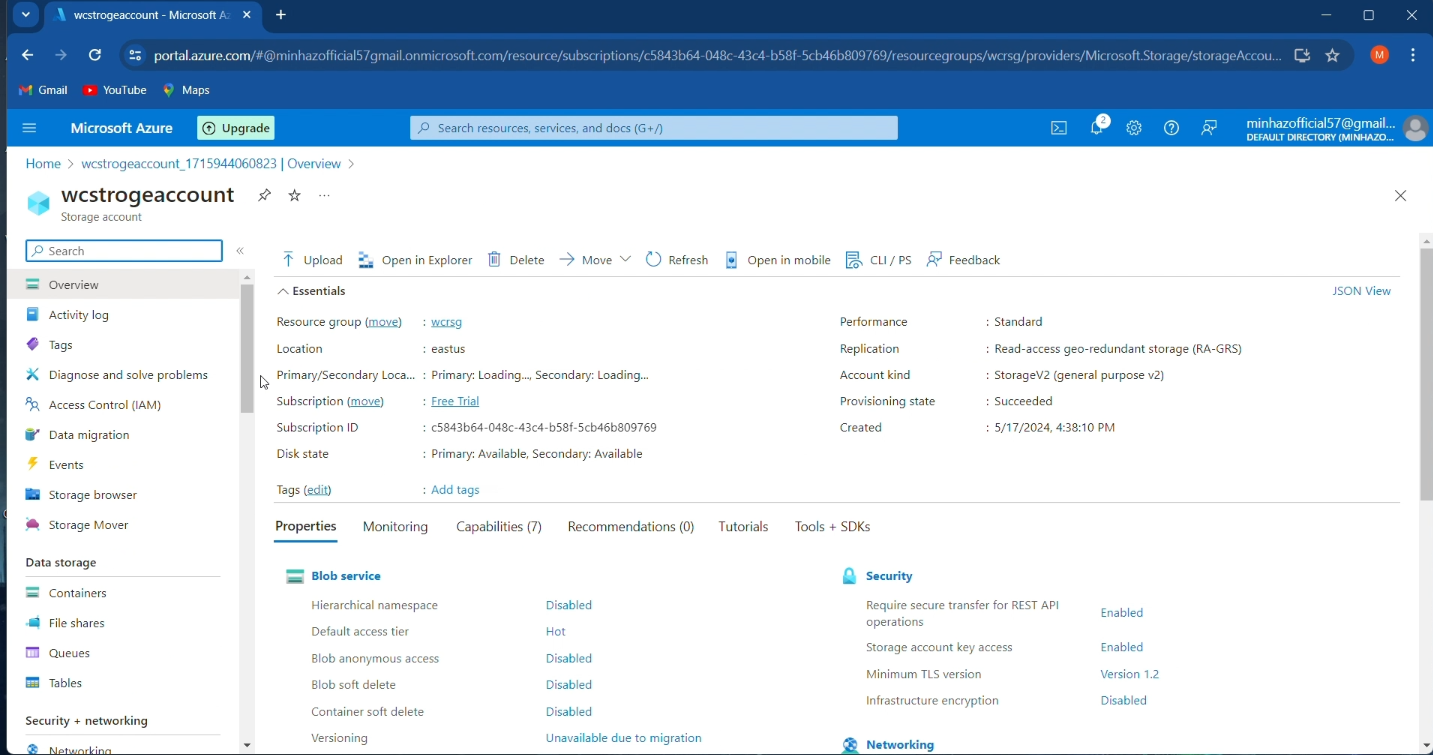 wcstrogeaccount - Microsoft Az
portal.azure.com/#@minhazofficial57gmail.onmicrosoft.com/resource/subscriptions/c5843b64-048c-43c4-b58f-5cb46b809769/resourcegroups/wcrsg/providers/Microsoft.Storage/storageAccou...
M
Gmail YouTube Maps
Microsoft Azure Upgrade Search resources, services, and docs (G+/) 2 minhazofficial57@gmail...
DEFAULT DIRECTORY (MINHAZO...
Home > wcstrogeaccount_1715944060823 | Overview >
wcstrogeaccount ...
Storage account
Search «
Upload Open in Explorer Delete Move Refresh Open in mobile CLI / PS Feedback
Overview
Activity log
Tags
Diagnose and solve problems
Access Control (IAM)
Data migration
Events
Storage browser
Storage Mover
Data storage
Containers
File shares
Queues
Tables
Security + networking
Networking
Essentials JSON View
Resource group (move) : wcrsg
Location : eastus
Primary/Secondary Loca... : Primary: Loading..., Secondary: Loading...
Subscription (move) : Free Trial
Subscription ID : c5843b64-048c-43c4-b58f-5cb46b809769
Disk state : Primary: Available, Secondary: Available
Tags (edit) : Add tags
Performance : Standard
Replication : Read-access geo-redundant storage (RA-GRS)
Account kind : StorageV2 (general purpose v2)
Provisioning state : Succeeded
Created : 5/17/2024, 4:38:10 PM
Properties Monitoring Capabilities (7) Recommendations (0) Tutorials Tools + SDKs
Blob service
Hierarchical namespace Disabled
Default access tier Hot
Blob anonymous access Disabled
Blob soft delete Disabled
Container soft delete Disabled
Versioning Unavailable due to migration
Security
Require secure transfer for REST API
operations Enabled
Storage account key access Enabled
Minimum TLS version Version 1.2
Infrastructure encryption Disabled
Networking